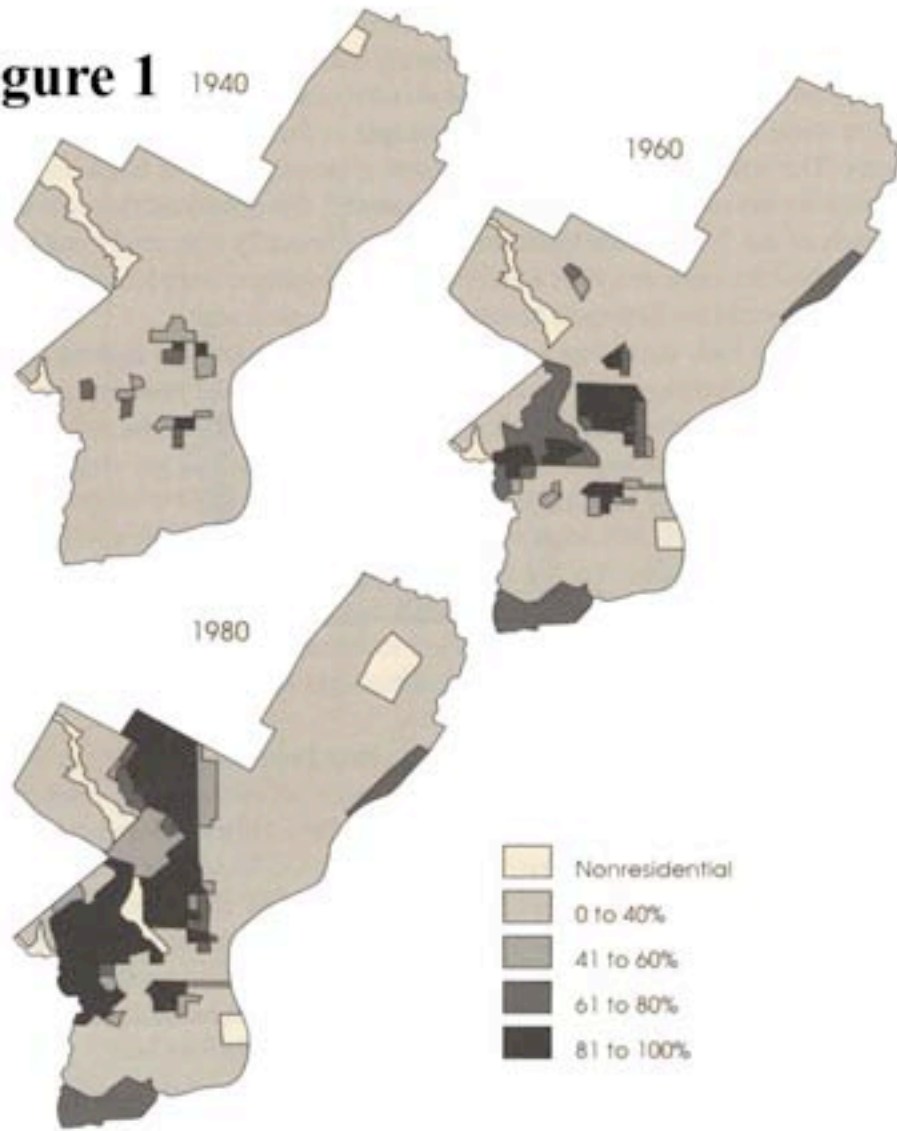 gure 1
1940
1960
1980
Nonresidential
0 to 40%
41 to 60%
61 to 80%
81 to 100%